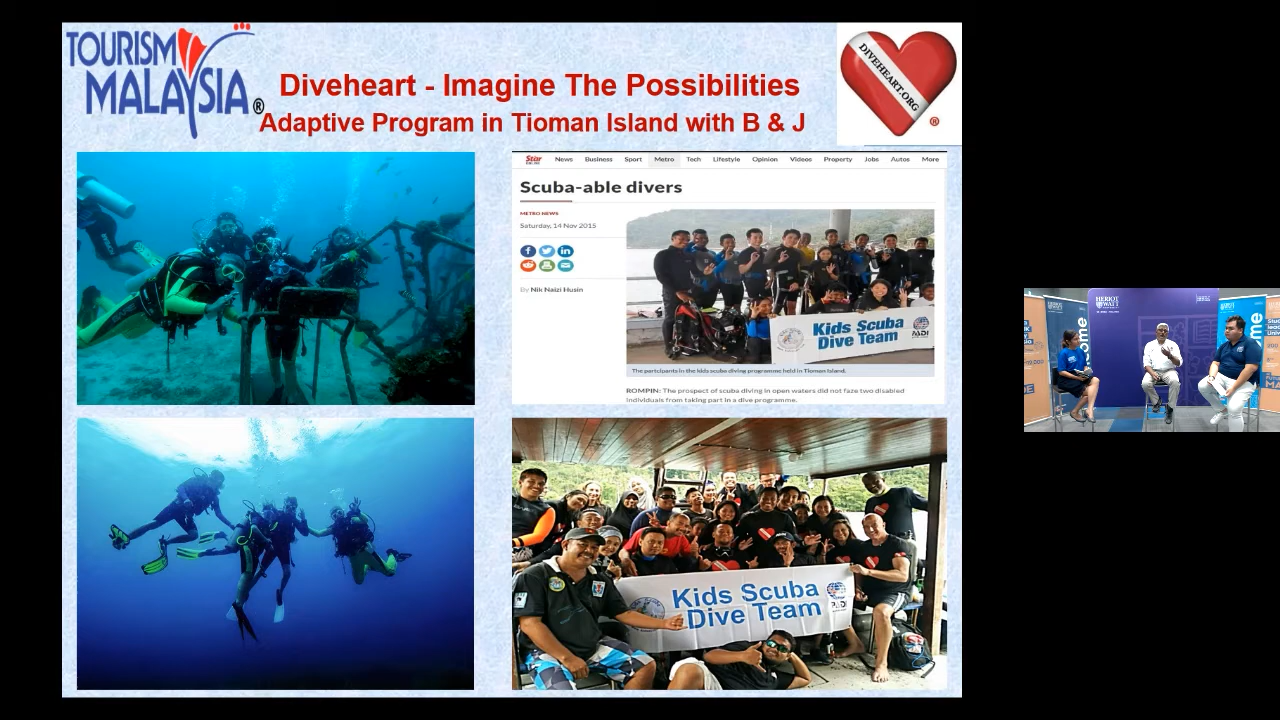 TOURISM
MALAYSIA®
Diveheart - Imagine The Possibilities
Adaptive Program in Tioman Island with B & J
DIVEHEART.ORG
®
Star News Business Sport Metro Tech Lifestyle Opinion Videos Property Jobs Autos More
Scuba-able divers
METRO NEWS
Saturday, 14 Nov 2015
By Nik Naizi Husin
Kids Scuba
Dive Team
PADI
The participants in the kids scuba diving programme held in Tioman Island.
ROMPIN: The prospect of scuba diving in open waters did not faze two disabled
individuals from taking part in a dive programme.
Kids Scuba
Dive Team
PADI
HERIOT
WATT